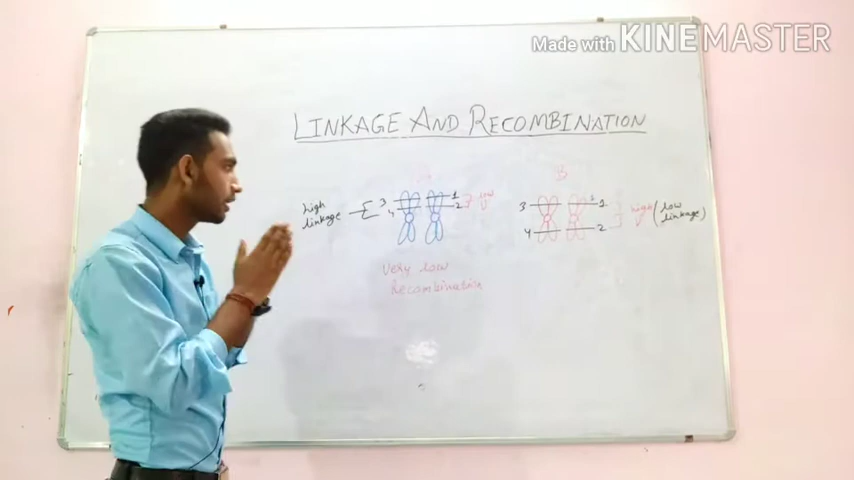 Made with KINEMASTER
LINKAGE AND RECOMBINATION
A
B
high
linkage
3
4
1
2
low
Very low
Recombination
3
4
1
2
high
(low
linkage)